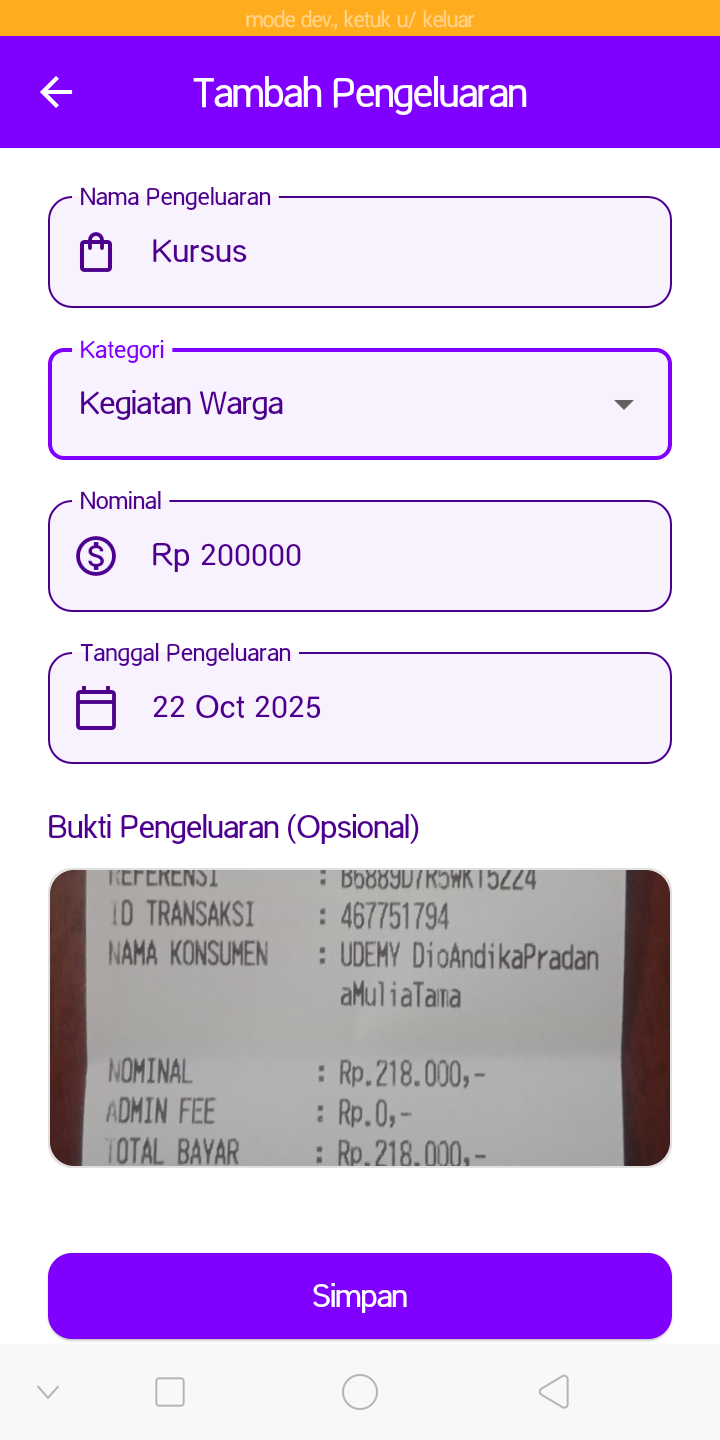 mode dev., ketuk u/ keluar
Tambah Pengeluaran
Nama Pengeluaran
Kursus
Kategori
Kegiatan Warga
Nominal
Rp 200000
Tanggal Pengeluaran
22 Oct 2025
Bukti Pengeluaran (Opsional)
REFERENSI :
ID TRANSAKSI : 467751794
NAMA KONSUMEN : UDEMY DioAndikaPradan
aMuliaTama
NOMINAL : Rp.218.000,-
ADMIN FEE : Rp.0,-
TOTAL BAYAR : Rp.218.000,-
Simpan